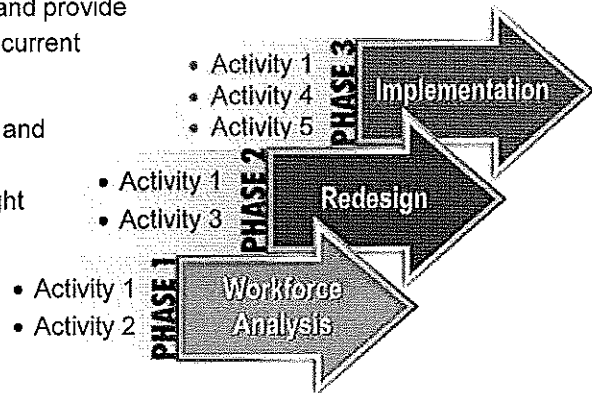 and provide
current
and
ght
PHASE 3
• Activity 1
• Activity 4
• Activity 5
Implementation
PHASE 2
• Activity 1
• Activity 3
Redesign
PHASE 1
• Activity 1
• Activity 2
Workforce
Analysis